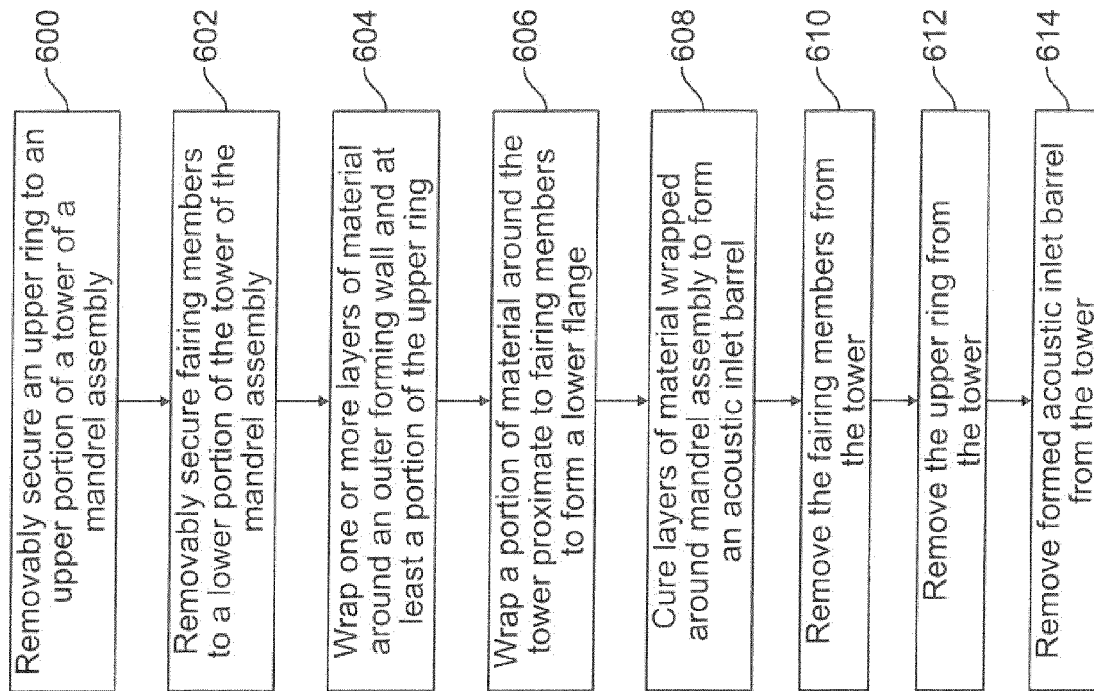 Removably secure an upper ring to an
upper portion of a tower of a
mandrel assembly
600
Removably secure fairing members
to a lower portion of the tower of the
mandrel assembly
602
Wrap one or more layers of material
around an outer forming wall and at
least a portion of the upper ring
604
Wrap a portion of material around the
tower proximate to fairing members
to form a lower flange
606
Cure layers of material wrapped
around mandrel assembly to form
an acoustic inlet barrel
608
Remove the fairing members from
the tower
610
Remove the upper ring from
the tower
612
Remove formed acoustic inlet barrel
from the tower
614